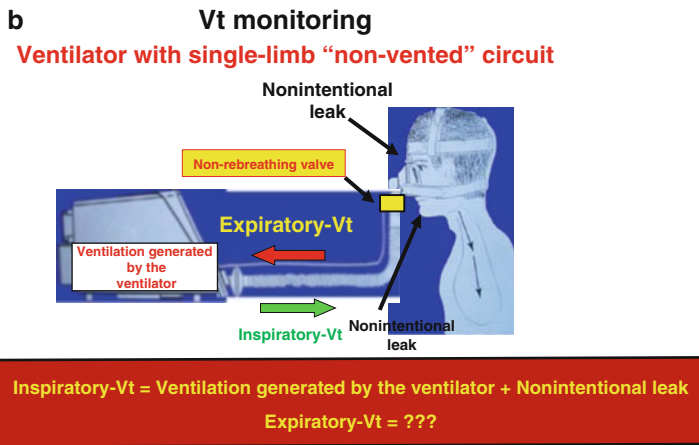 b
Vt monitoring
Ventilator with single-limb “non-vented” circuit
Nonintentional
leak
Non-rebreathing valve
Expiratory-Vt
Ventilation generated
by the
ventilator
Inspiratory-Vt
Nonintentional
leak
Inspiratory-Vt = Ventilation generated by the ventilator + Nonintentional leak
Expiratory-Vt = ???